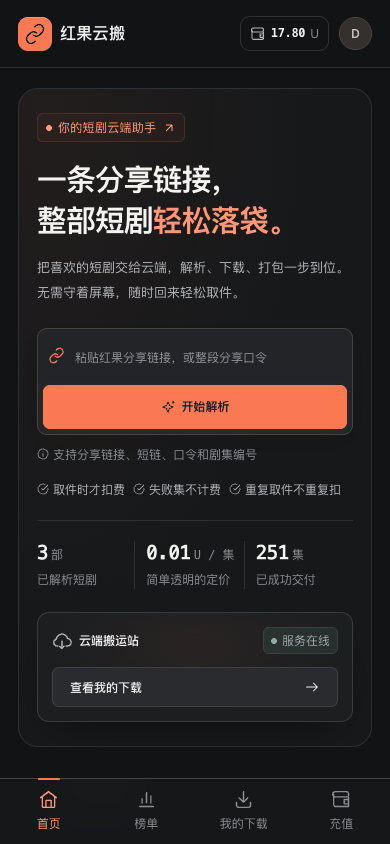 红果云搬
17.80 U
D
你的短剧云端助手
一条分享链接，
整部短剧轻松落袋。
把喜欢的短剧交给云端，解析、下载、打包一步到位。
无需守着屏幕，随时回来轻松取件。
粘贴红果分享链接，或整段分享口令
开始解析
支持分享链接、短链、口令和剧集编号
取件时才扣费 失败集不计费 重复取件不重复扣
3 部 0.01 U / 集 251 集
已解析短剧 简单透明的定价 已成功交付
云端搬运站 服务在线
查看我的下载
首页 榜单 我的下载 充值